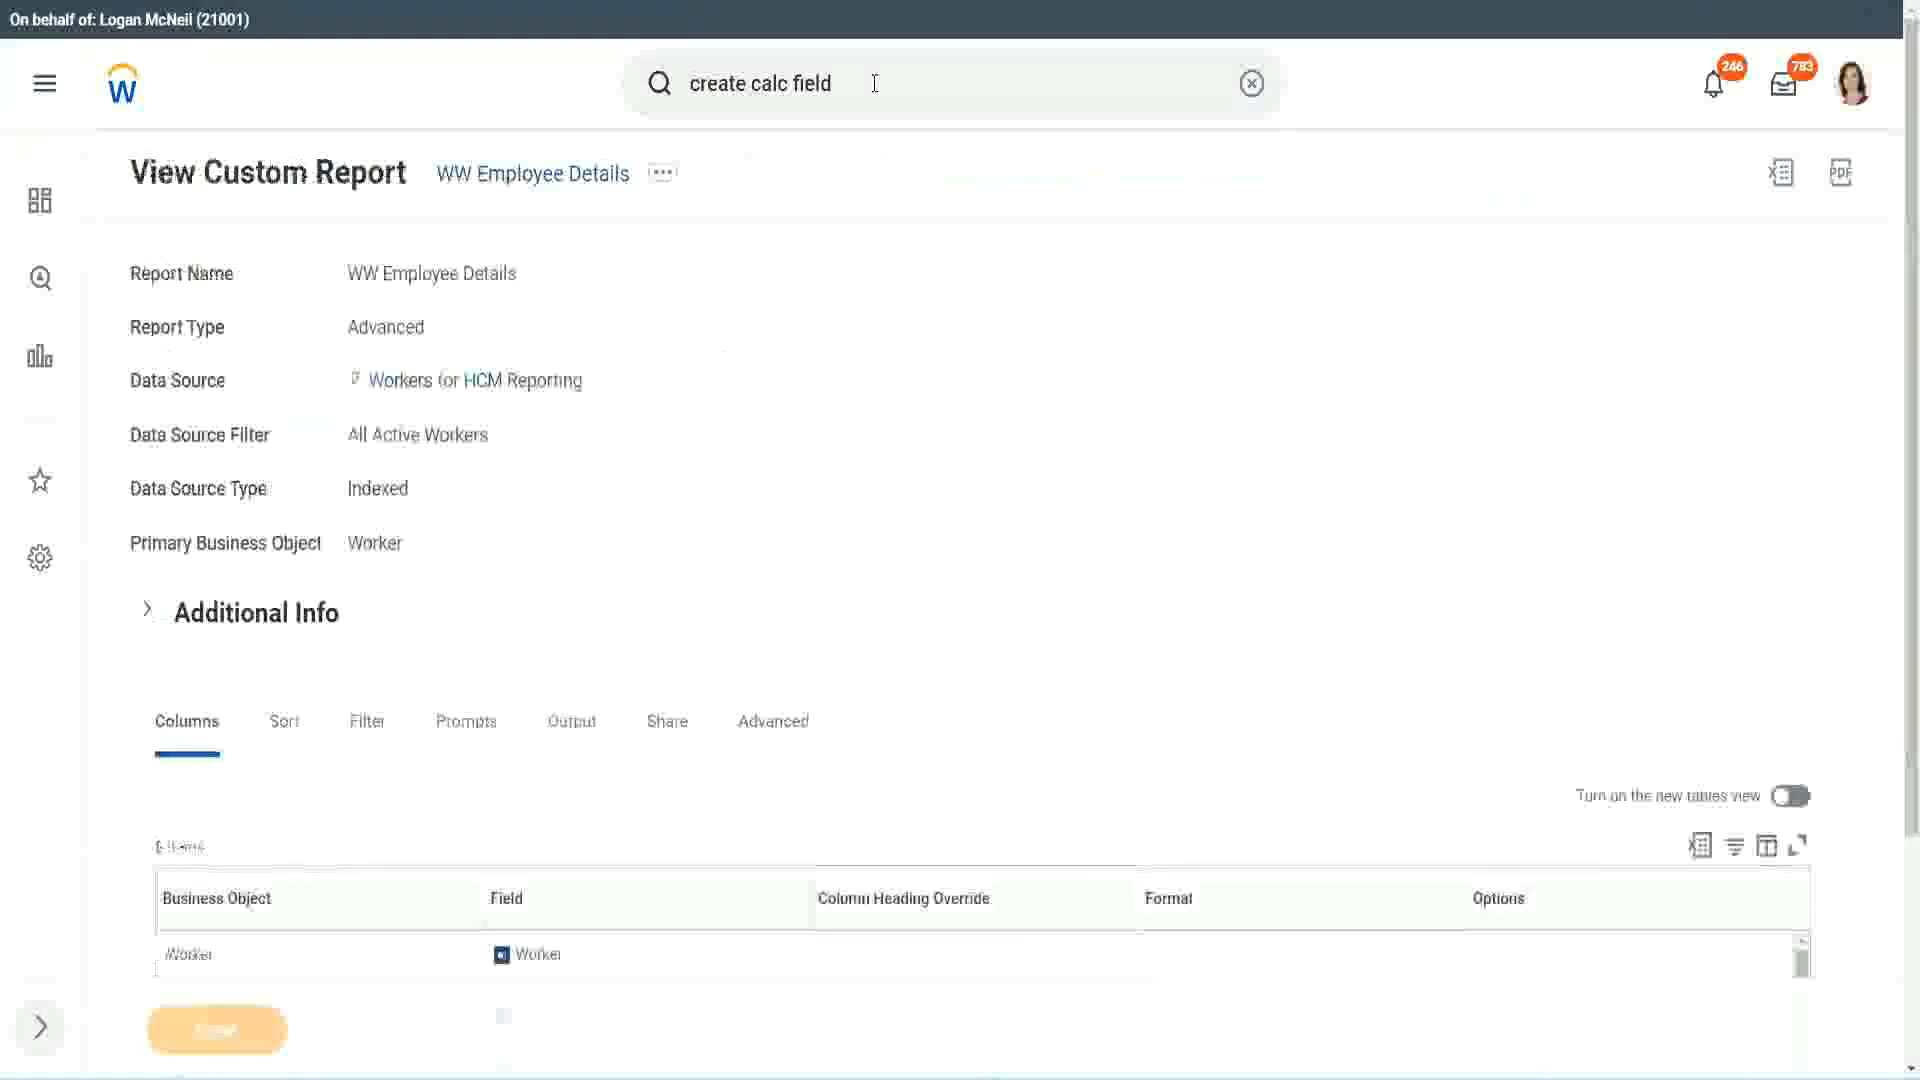 On behalf of: Logan McNeil (21001)
W
create calc field
246
783
View Custom Report WW Employee Details
X
PDF
Report Name WW Employee Details
Report Type Advanced
Data Source Workers for HCM Reporting
Data Source Filter All Active Workers
Data Source Type Indexed
Primary Business Object Worker
Additional Info
Columns Sort Filter Prompts Output Share Advanced
Turn on the new tables view
Items
Business Object Field Column Heading Override Format Options
Worker Worker